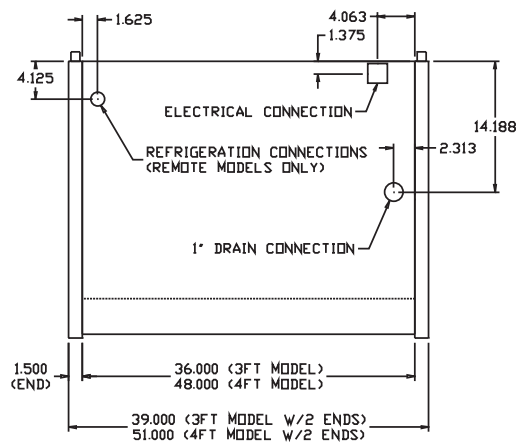 1.625
4.063
1.375
4.125
ELECTRICAL CONNECTION
14.188
REFRIGERATION CONNECTIONS
(REMOTE MODELS ONLY)
2.313
1" DRAIN CONNECTION
1.500
(END)
36.000 (3FT MODEL)
48.000 (4FT MODEL)
39.000 (3FT MODEL W/2 ENDS)
51.000 (4FT MODEL W/2 ENDS)